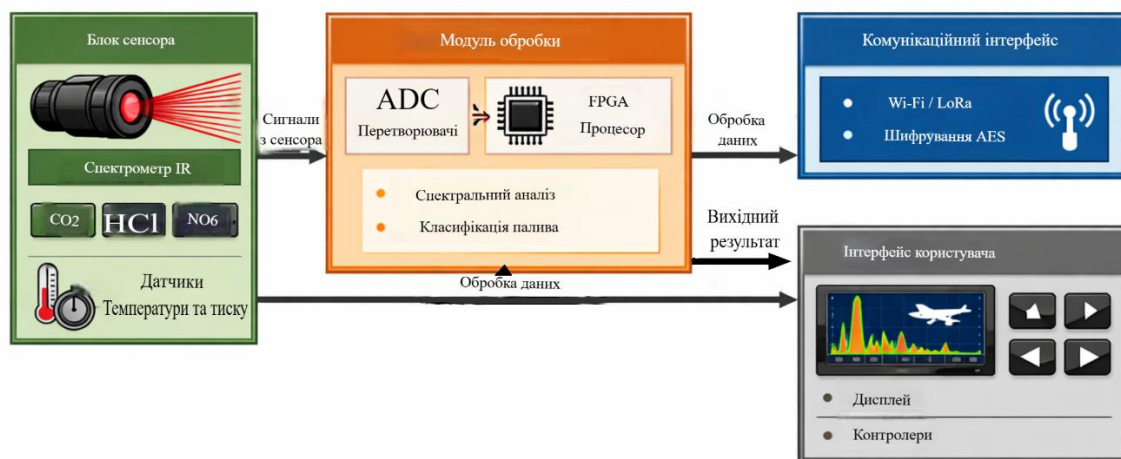 Блок сенсора
Спектрометр IR
CO2
HCl
NO6
Датчики
Температури та тиску
Сигнали
з сенсора
Модуль обробки
ADC
Перетворювачі
FPGA
Процесор
Спектральний аналіз
Класифікація палива
Обробка даних
Обробка
даних
Вихідний
результат
Комунікаційний інтерфейс
Wi-Fi / LoRa
Шифрування AES
Інтерфейс користувача
Дисплей
Контролери